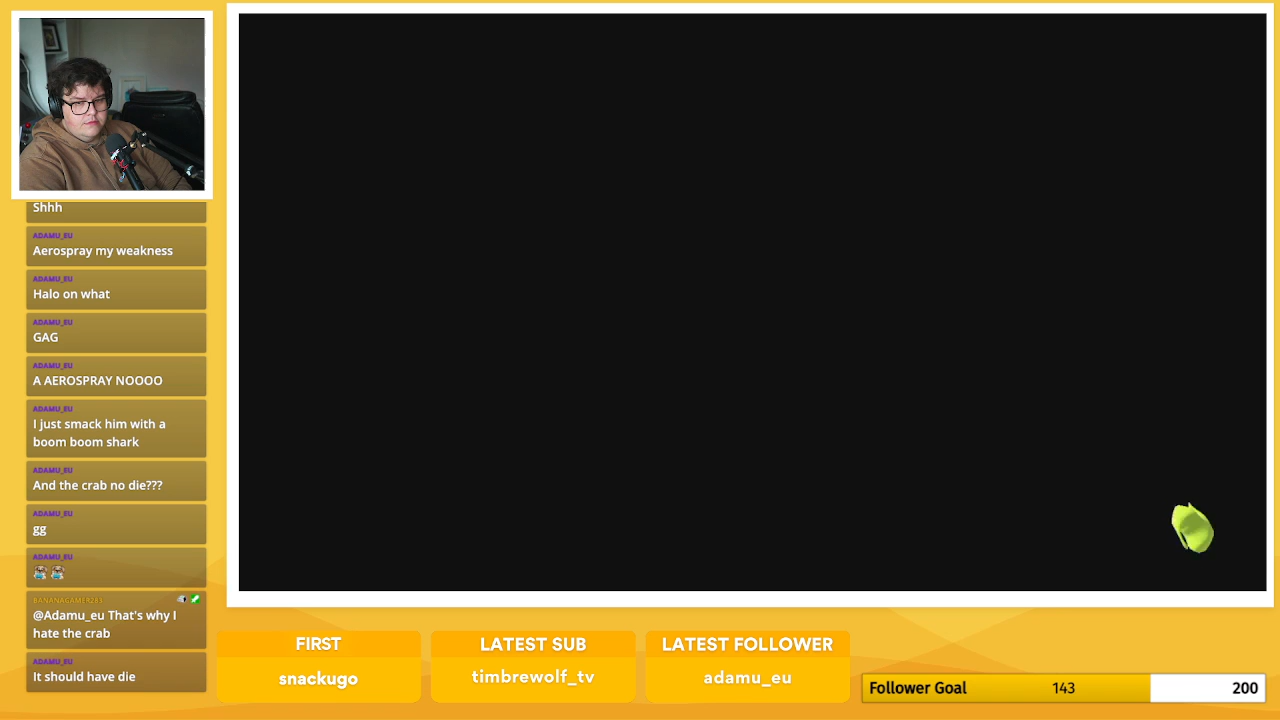 Shhh
ADAMU_EU
Aerospray my weakness
ADAMU_EU
Halo on what
ADAMU_EU
GAG
ADAMU_EU
A AEROSPRAY NOOOO
ADAMU_EU
I just smack him with a
boom boom shark
ADAMU_EU
And the crab no die???
ADAMU_EU
gg
ADAMU_EU
BANANAGAMER283
@Adamu_eu That's why I
hate the crab
ADAMU_EU
It should have die
FIRST
snackugo
LATEST SUB
timbrewolf_tv
LATEST FOLLOWER
adamu_eu
Follower Goal 143 200